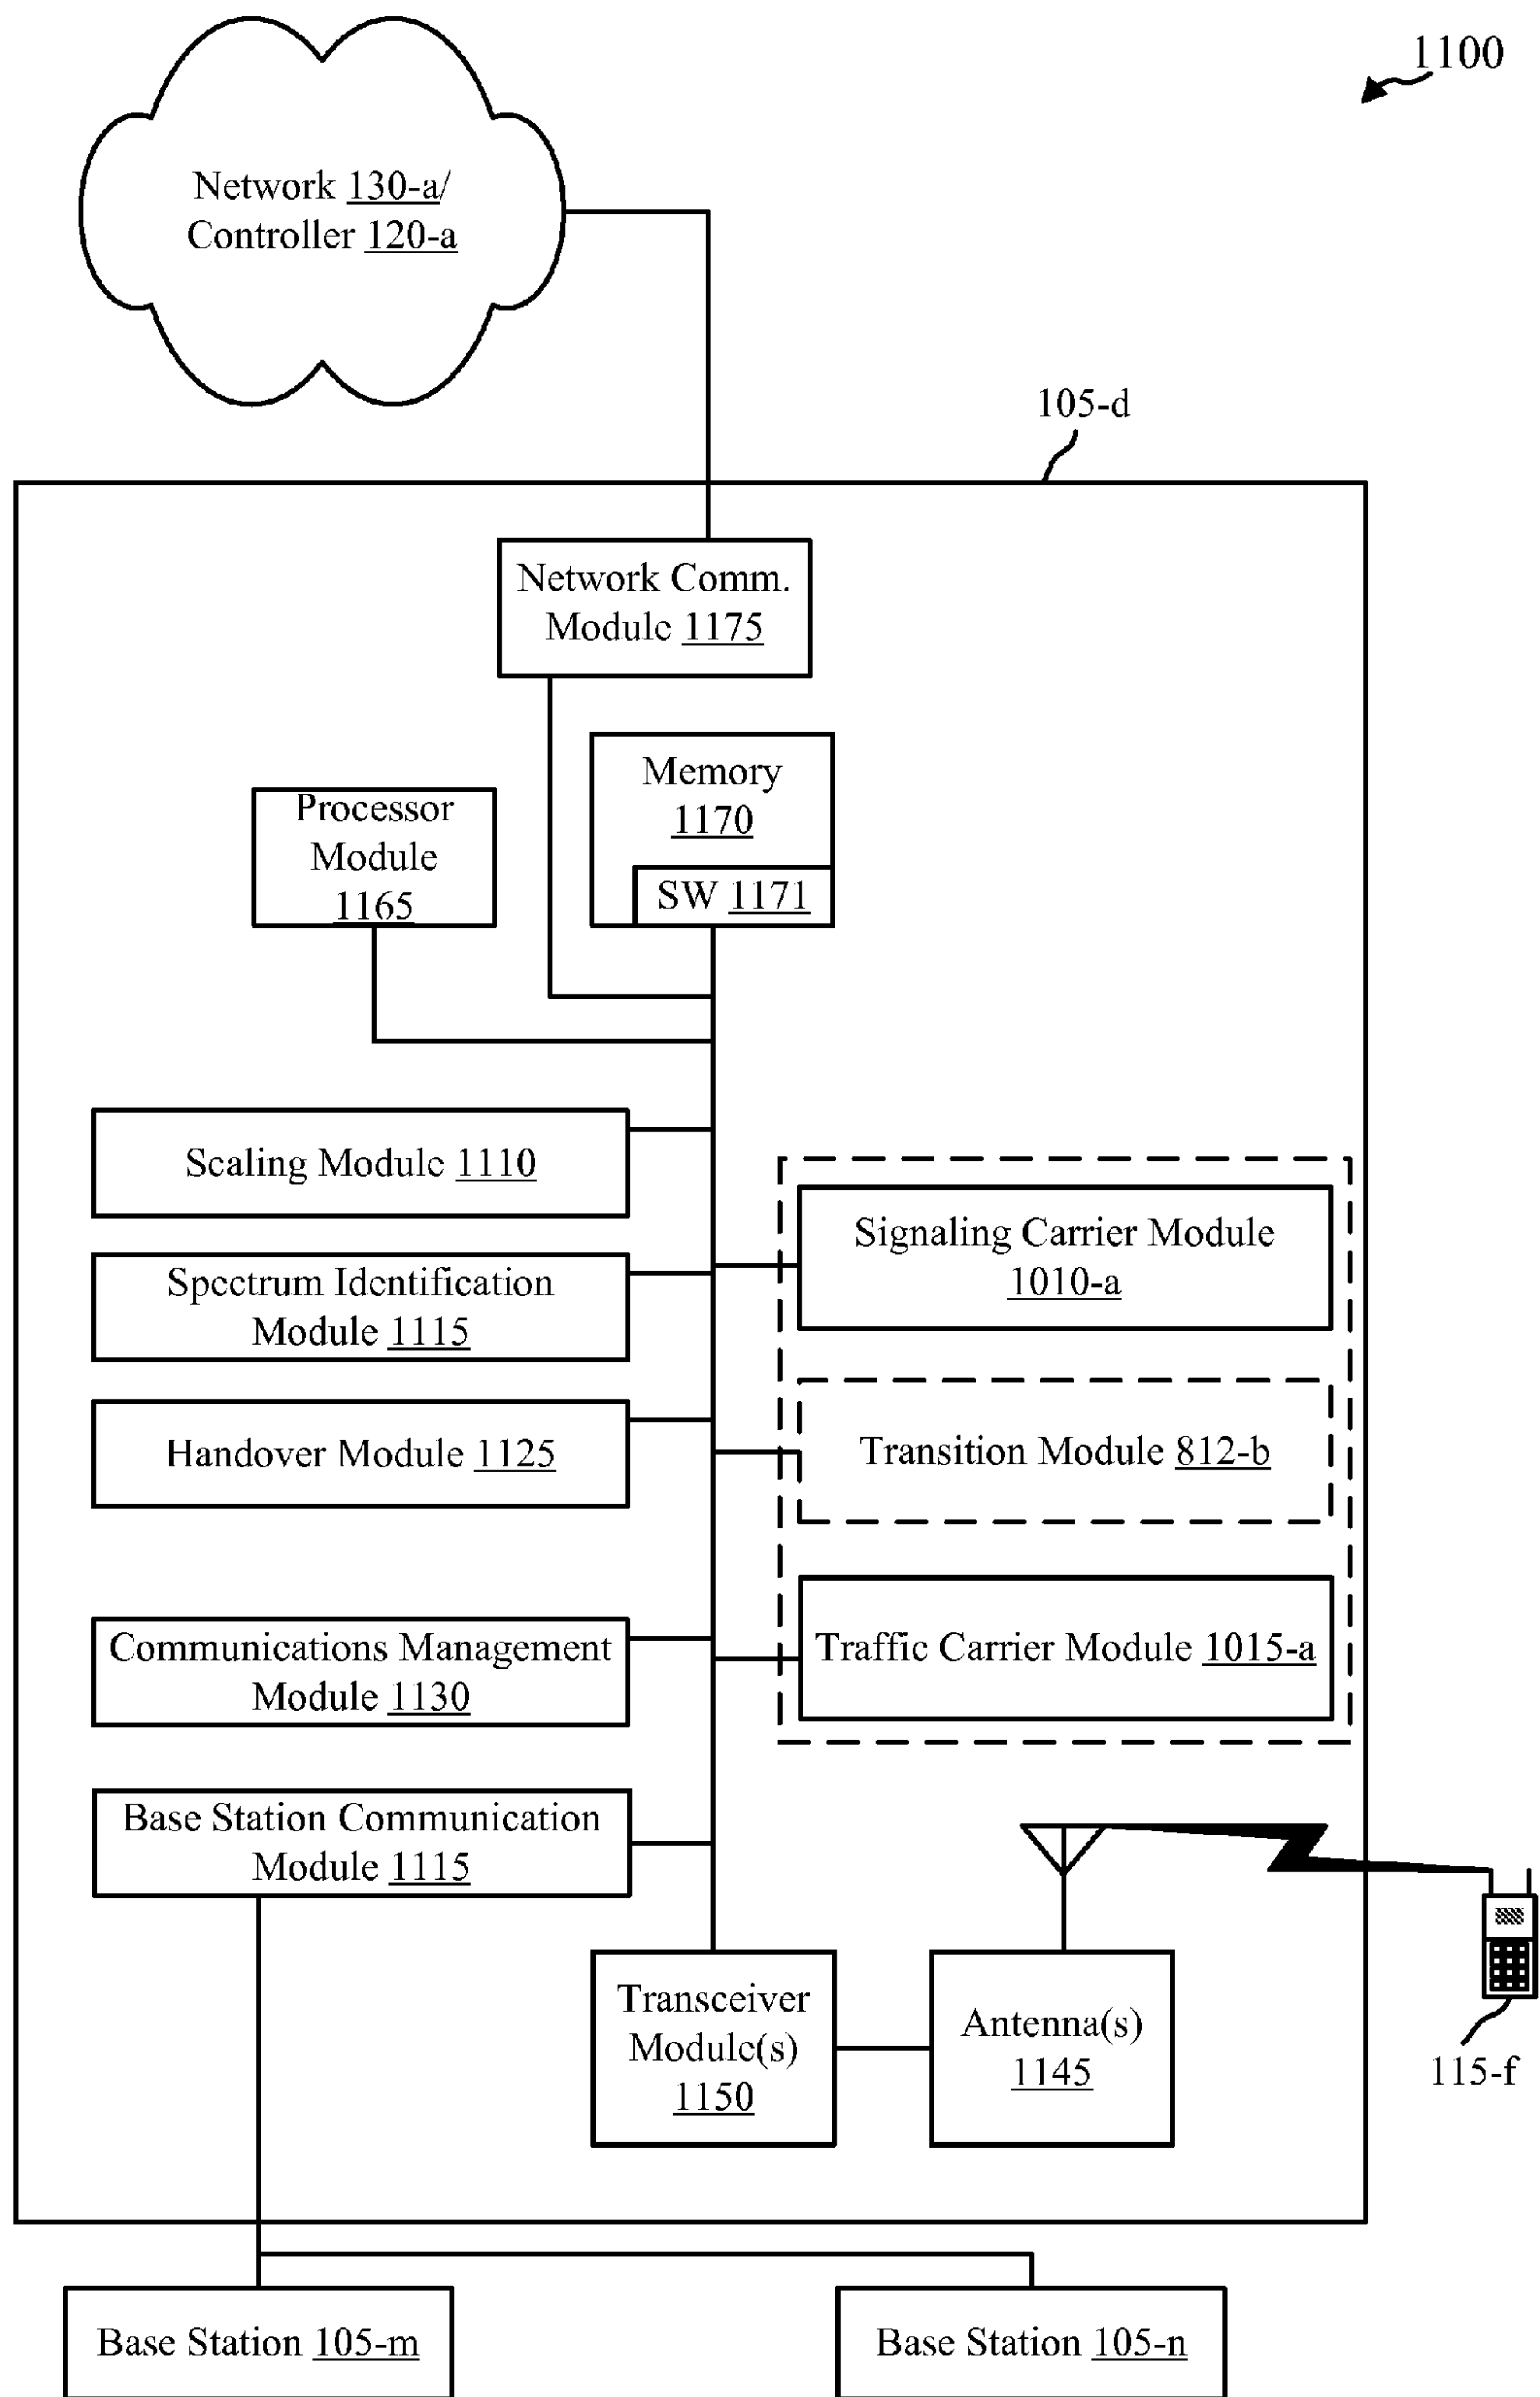 1100
Network 130-a/
Controller 120-a
105-d
Network Comm.
Module 1175
Memory
1170
SW 1171
Processor
Module
1165
Scaling Module 1110
Spectrum Identification
Module 1115
Handover Module 1125
Communications Management
Module 1130
Base Station Communication
Module 1115
Signaling Carrier Module
1010-a
Transition Module 812-b
Traffic Carrier Module 1015-a
Transceiver
Module(s)
1150
Antenna(s)
1145
115-f
Base Station 105-m
Base Station 105-n